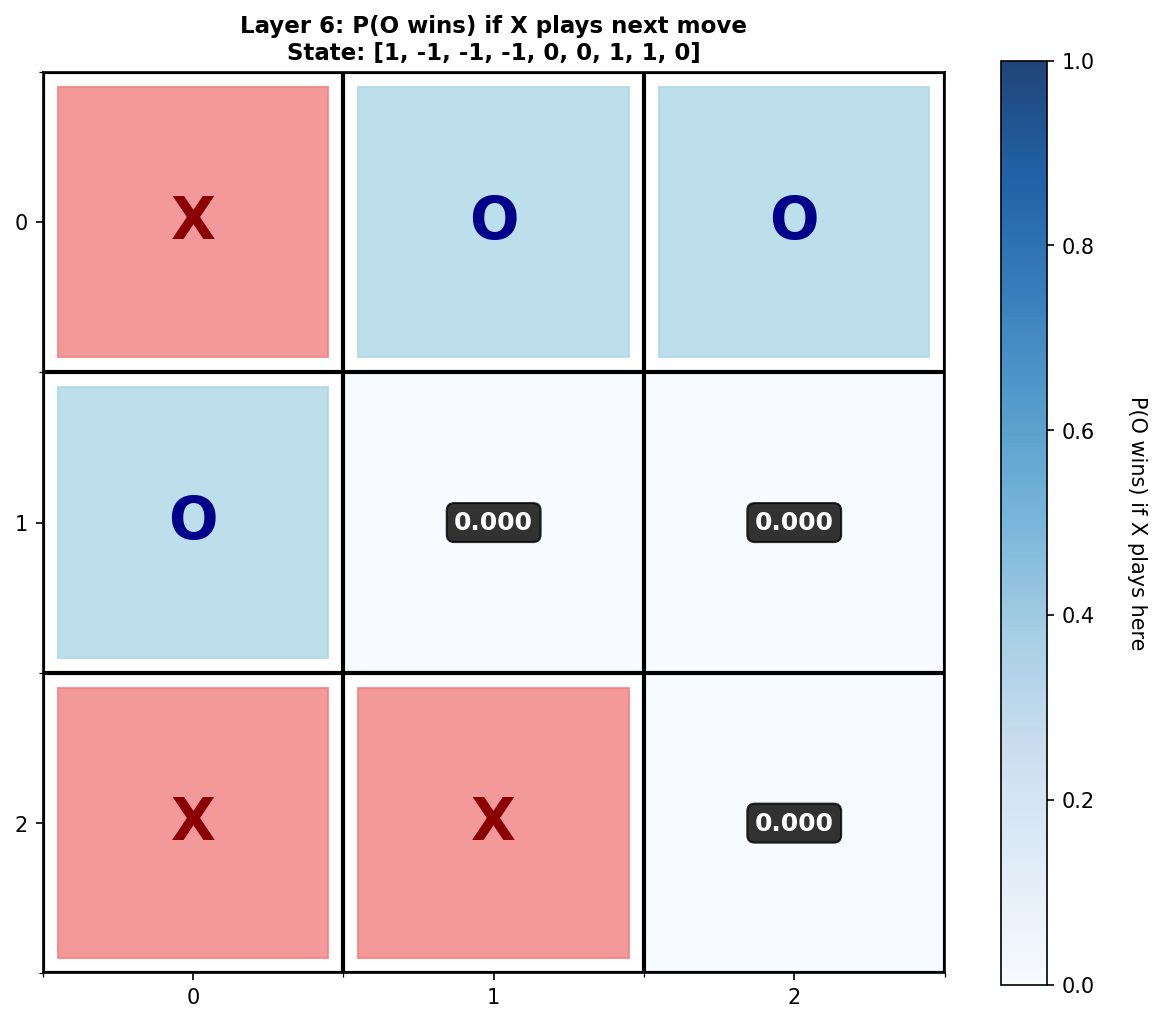 Layer 6: P(O wins) if X plays next move
State: [1, -1, -1, -1, 0, 0, 1, 1, 0]
0
X
O
O
1
O
0.000
0.000
2
X
X
0.000
0
1
2
1.0
0.8
0.6
0.4
0.2
0.0
P(O wins) if X plays here